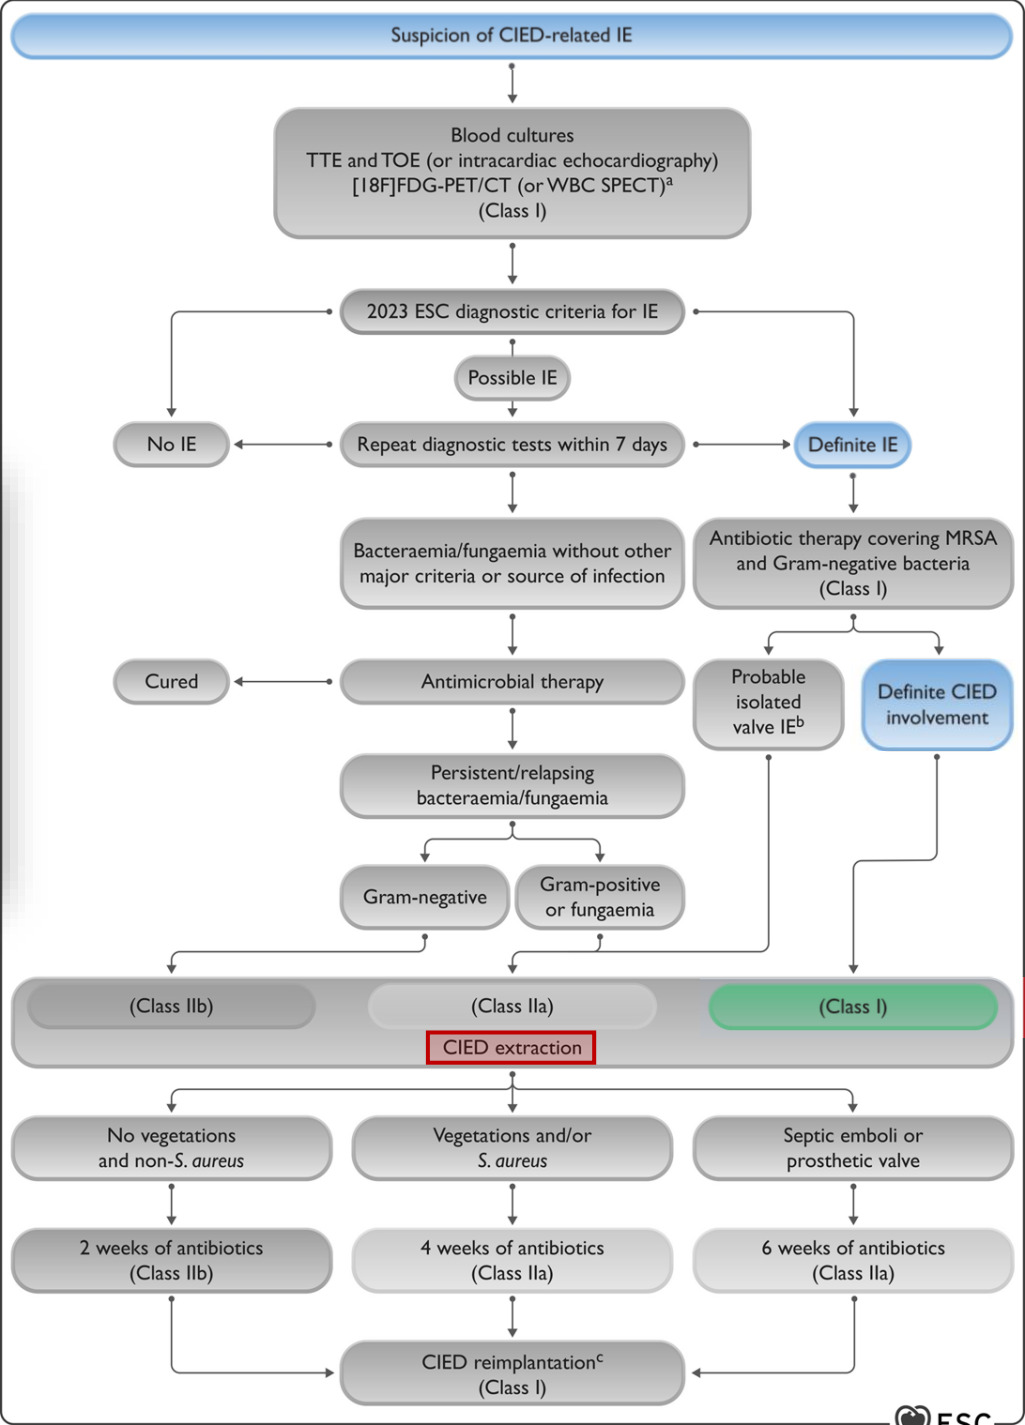 Suspicion of CIED-related IE
Blood cultures
TTE and TOE (or intracardiac echocardiography)
[18F]FDG-PET/CT (or WBC SPECT)a
(Class I)
2023 ESC diagnostic criteria for IE
Possible IE
No IE
Repeat diagnostic tests within 7 days
Definite IE
Bacteraemia/fungaemia without other
major criteria or source of infection
Antibiotic therapy covering MRSA
and Gram-negative bacteria
(Class I)
Cured
Antimicrobial therapy
Probable
isolated
valve IEb
Definite CIED
involvement
Persistent/relapsing
bacteraemia/fungaemia
Gram-negative
Gram-positive
or fungaemia
(Class IIb)
(Class IIa)
(Class I)
CIED extraction
No vegetations
and non-S. aureus
Vegetations and/or
S. aureus
Septic emboli or
prosthetic valve
2 weeks of antibiotics
(Class IIb)
4 weeks of antibiotics
(Class IIa)
6 weeks of antibiotics
(Class IIa)
CIED reimplantationc
(Class I)
ESC